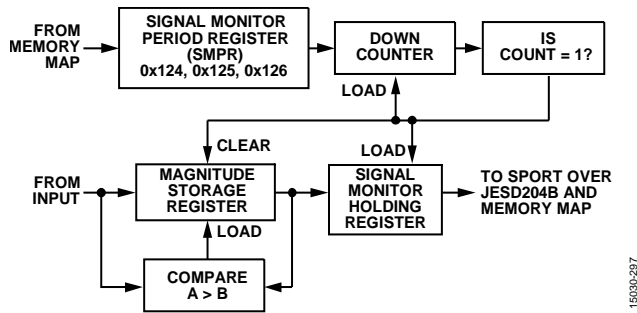 FROM
MEMORY
MAP
SIGNAL MONITOR
PERIOD REGISTER
(SMPR)
0x124, 0x125, 0x126
DOWN
COUNTER
IS
COUNT = 1?
LOAD
CLEAR
LOAD
FROM
INPUT
MAGNITUDE
STORAGE
REGISTER
SIGNAL
MONITOR
HOLDING
REGISTER
TO SPORT OVER
JESD204B AND
MEMORY MAP
LOAD
COMPARE
A > B
15030-297